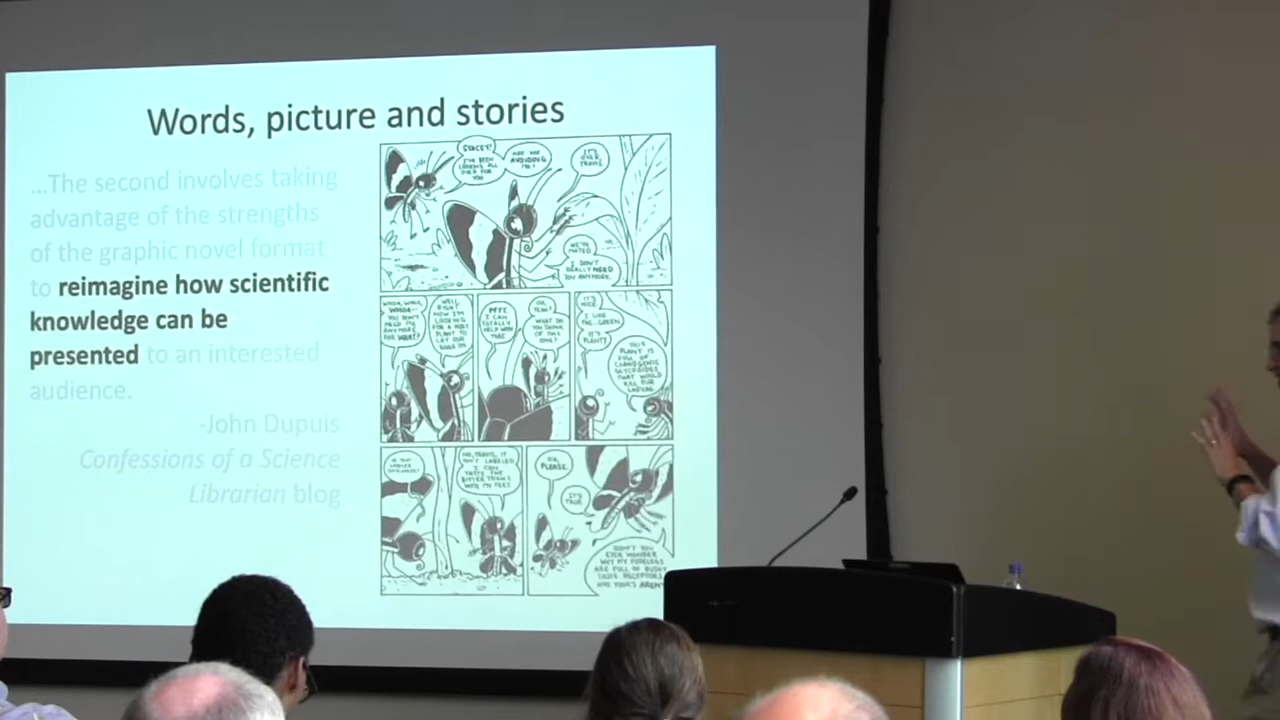 Words, picture and stories
...The second involves taking
advantage of the strengths
of the graphic novel format
to reimagine how scientific
knowledge can be
presented to an interested
audience.
-John Dupuis
Confessions of a Science
Librarian blog
STACEY!
I'VE BEEN
LOOKING ALL
OVER FOR
YOU
ARE YOU
AVOIDING
ME?
IT'S
OVER,
TRAVIS.
WE'VE
MATED.
I DON'T
REALLY NEED
YOU ANYMORE.
WHOA, WHOA,
WHOA--
YOU DON'T
NEED ME
ANYMORE
FOR WHAT?
WELL,
RIGHT
NOW I'M
LOOKING
FOR A HOST
PLANT TO
LAY OUR
EGGS ON.
PFFT.
I CAN
TOTALLY
HELP WITH
THAT.
WHAT DO
YOU THINK
OF THIS
ONE?
IT'S
NICE.
I LIKE
THE...GREEN.
IT'S
PLANTY.
THIS
PLANT IS
FULL OF
CYANOGENIC
GLYCOSIDES
THAT WOULD
KILL OUR
LARVAE.
NO, TRAVIS, IT
ISN'T LABELED.
I CAN
TASTE THE
BITTER TOXINS
WITH MY FEET.
OH,
PLEASE.
IT'S
TRUE.
DON'T YOU
EVER WONDER
WHY MY FORELEGS
ARE FULL OF BUSHY
TASTE RECEPTORS
AND YOURS AREN'T